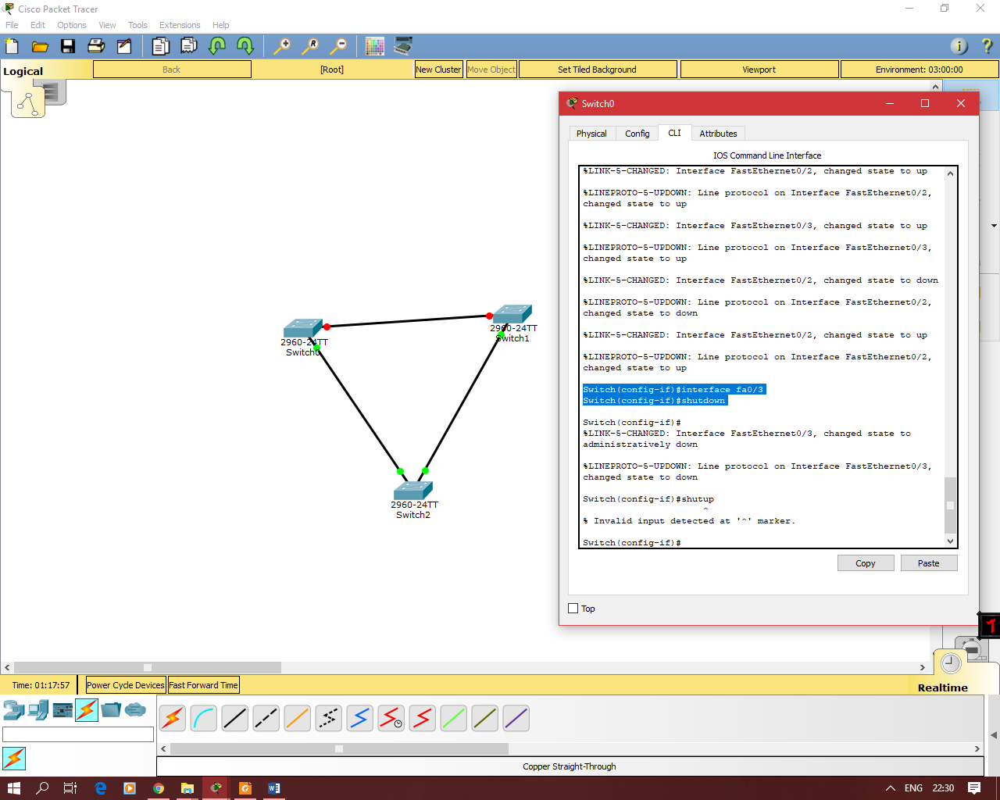 Cisco Packet Tracer
File Edit Options View Tools Extensions Help
Logical
Back
[Root]
New Cluster
Move Object
Set Tiled Background
Viewport
Environment: 03:00:00
Switch0
Physical
Config
CLI
Attributes
IOS Command Line Interface
%LINK-5-CHANGED: Interface FastEthernet0/2, changed state to up
%LINEPROTO-5-UPDOWN: Line protocol on Interface FastEthernet0/2,
changed state to up
%LINK-5-CHANGED: Interface FastEthernet0/3, changed state to up
%LINEPROTO-5-UPDOWN: Line protocol on Interface FastEthernet0/3,
changed state to up
%LINK-5-CHANGED: Interface FastEthernet0/2, changed state to down
%LINEPROTO-5-UPDOWN: Line protocol on Interface FastEthernet0/2,
changed state to down
%LINK-5-CHANGED: Interface FastEthernet0/2, changed state to up
%LINEPROTO-5-UPDOWN: Line protocol on Interface FastEthernet0/2,
changed state to up
Switch(config-if)#interface fa0/3
Switch(config-if)#shutdown
Switch(config-if)#
%LINK-5-CHANGED: Interface FastEthernet0/3, changed state to
administratively down
%LINEPROTO-5-UPDOWN: Line protocol on Interface FastEthernet0/3,
changed state to down
Switch(config-if)#shutup
^
% Invalid input detected at '^' marker.
Switch(config-if)#
Copy
Paste
Top
2960-24TT
Switch0
2960-24TT
Switch1
2960-24TT
Switch2
Time: 01:17:57
Power Cycle Devices
Fast Forward Time
Realtime
Copper Straight-Through
ENG
22:30